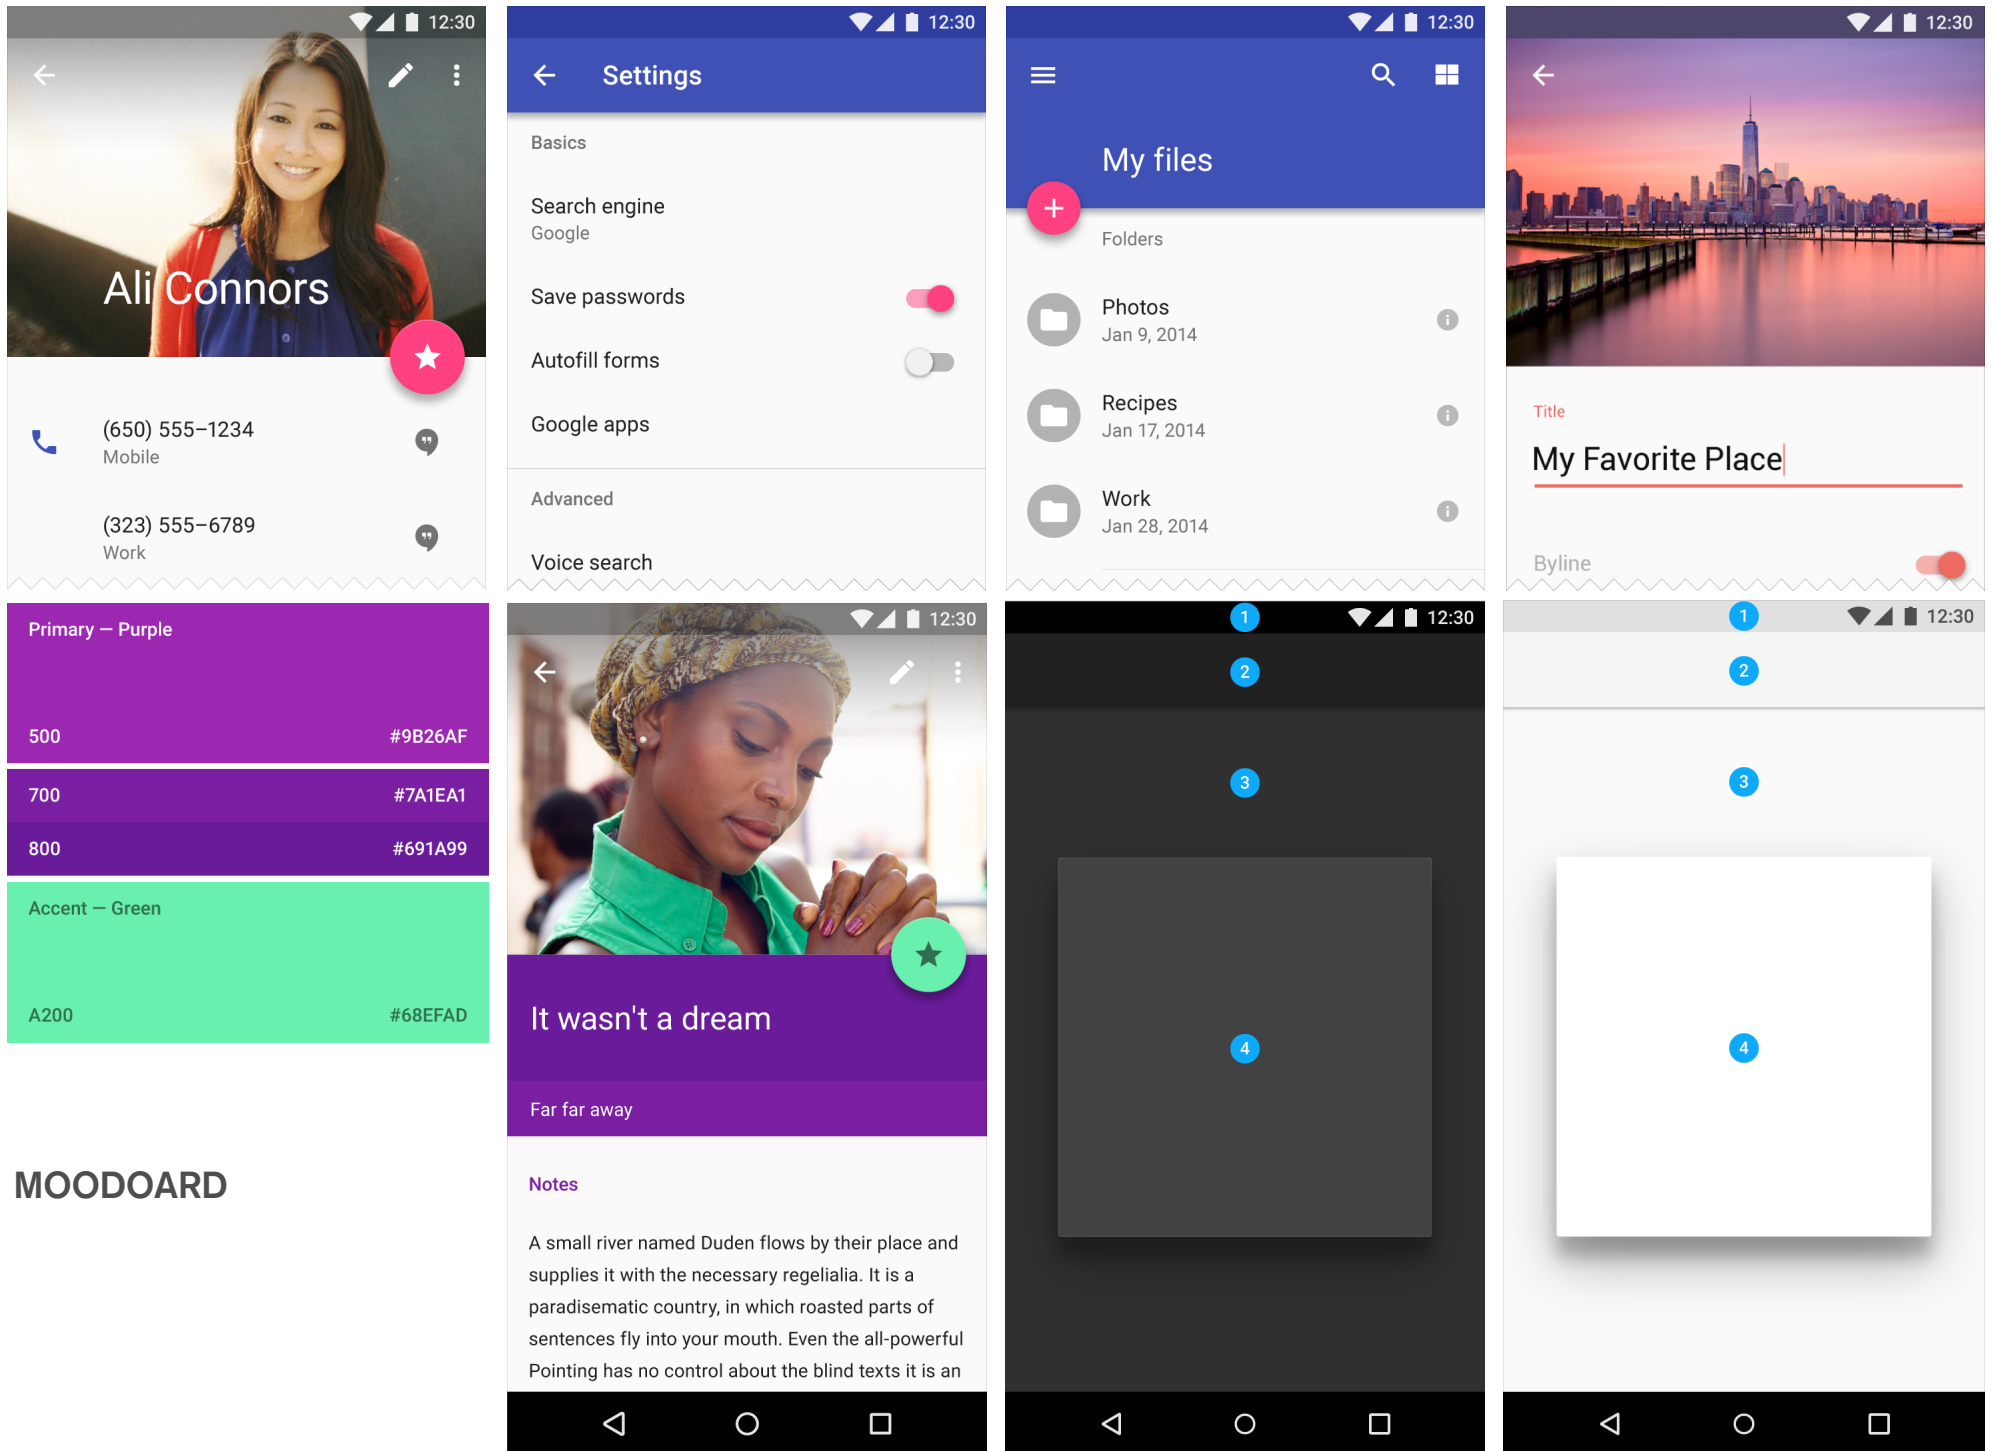 12:30
Ali Connors
(650) 555–1234
Mobile
(323) 555–6789
Work
12:30
Settings
Basics
Search engine
Google
Save passwords
Autofill forms
Google apps
Advanced
Voice search
12:30
My files
Folders
Photos
Jan 9, 2014
Recipes
Jan 17, 2014
Work
Jan 28, 2014
12:30
Title
My Favorite Place
Byline
Primary — Purple
500 #9B26AF
700 #7A1EA1
800 #691A99
Accent — Green
A200 #68EFAD
MOODOARD
12:30
It wasn't a dream
Far far away
Notes
A small river named Duden flows by their place and
supplies it with the necessary regelialia. It is a
paradisematic country, in which roasted parts of
sentences fly into your mouth. Even the all-powerful
Pointing has no control about the blind texts it is an
1 12:30
2
3
4
1 12:30
2
3
4